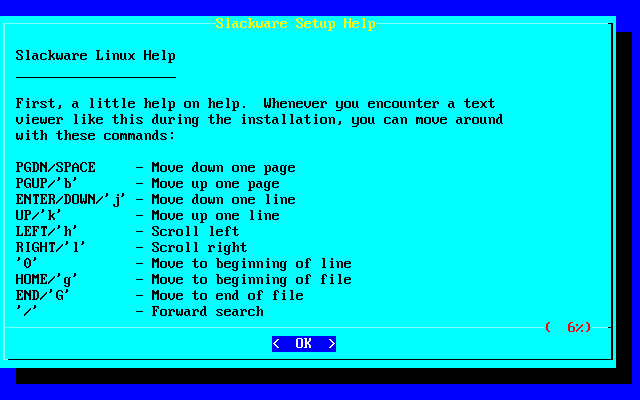 Slackware Setup Help
Slackware Linux Help
First, a little help on help.  Whenever you encounter a text
viewer like this during the installation, you can move around
with these commands:
PGDN/SPACE     - Move down one page
PGUP/'b'       - Move up one page
ENTER/DOWN/'j' - Move down one line
UP/'k'         - Move up one line
LEFT/'h'       - Scroll left
RIGHT/'l'      - Scroll right
'0'            - Move to beginning of line
HOME/'g'       - Move to beginning of file
END/'G'        - Move to end of file
'/'            - Forward search
(  6%)
<  OK  >